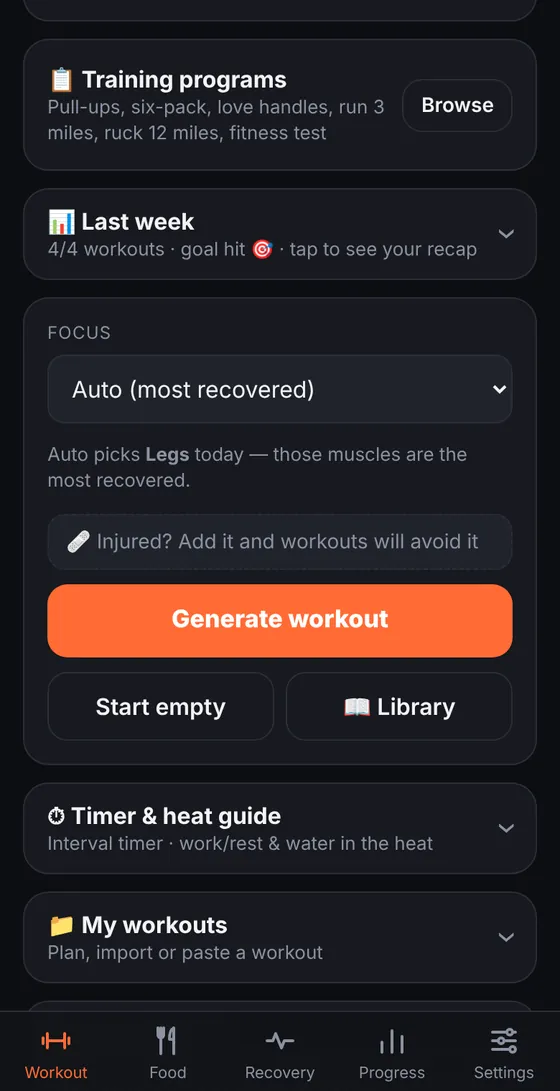 📋 Training programs
Pull-ups, six-pack, love handles, run 3
miles, ruck 12 miles, fitness test
Browse
📊 Last week
4/4 workouts · goal hit 🎯 · tap to see your recap
FOCUS
Auto (most recovered)
Auto picks Legs today — those muscles are the
most recovered.
🩹 Injured? Add it and workouts will avoid it
Generate workout
Start empty
📖 Library
⏱ Timer & heat guide
Interval timer · work/rest & water in the heat
📁 My workouts
Plan, import or paste a workout
Workout
Food
Recovery
Progress
Settings